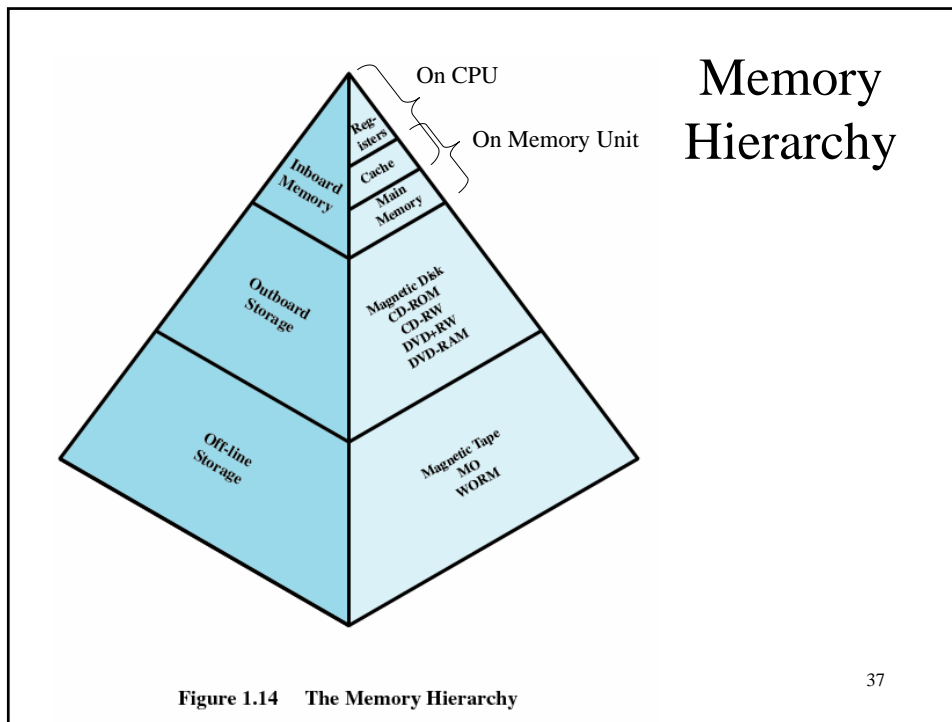 Memory
Hierarchy
On CPU
On Memory Unit
Reg-
isters
Cache
Main
Memory
Inboard
Memory
Outboard
Storage
Magnetic Disk
CD-ROM
CD-RW
DVD+RW
DVD-RAM
Off-line
Storage
Magnetic Tape
MO
WORM
Figure 1.14 The Memory Hierarchy
37